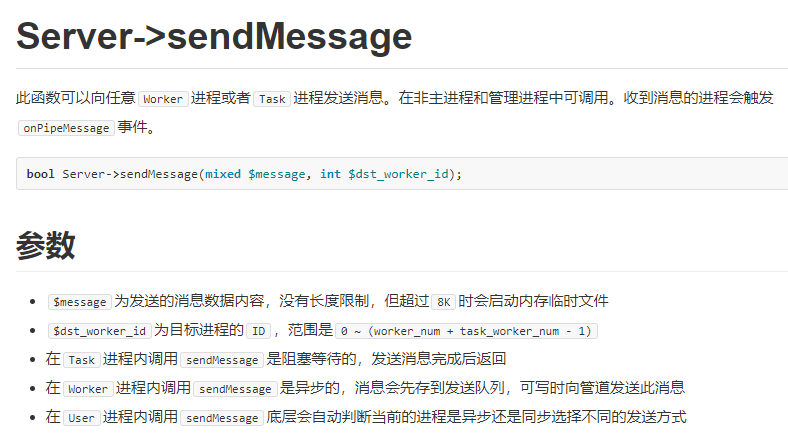 Server->sendMessage
此函数可以向任意 Worker 进程或者 Task 进程发送消息。在非主进程和管理进程中可调用。收到消息的进程会触发
onPipeMessage 事件。
bool Server->sendMessage(mixed $message, int $dst_worker_id);
参数
• $message 为发送的消息数据内容，没有长度限制，但超过 8K 时会启动内存临时文件
• $dst_worker_id 为目标进程的 ID ，范围是 0 ~ (worker_num + task_worker_num - 1)
• 在 Task 进程内调用 sendMessage 是阻塞等待的，发送消息完成后返回
• 在 Worker 进程内调用 sendMessage 是异步的，消息会先存到发送队列，可写时向管道发送此消息
• 在 User 进程内调用 sendMessage 底层会自动判断当前的进程是异步还是同步选择不同的发送方式